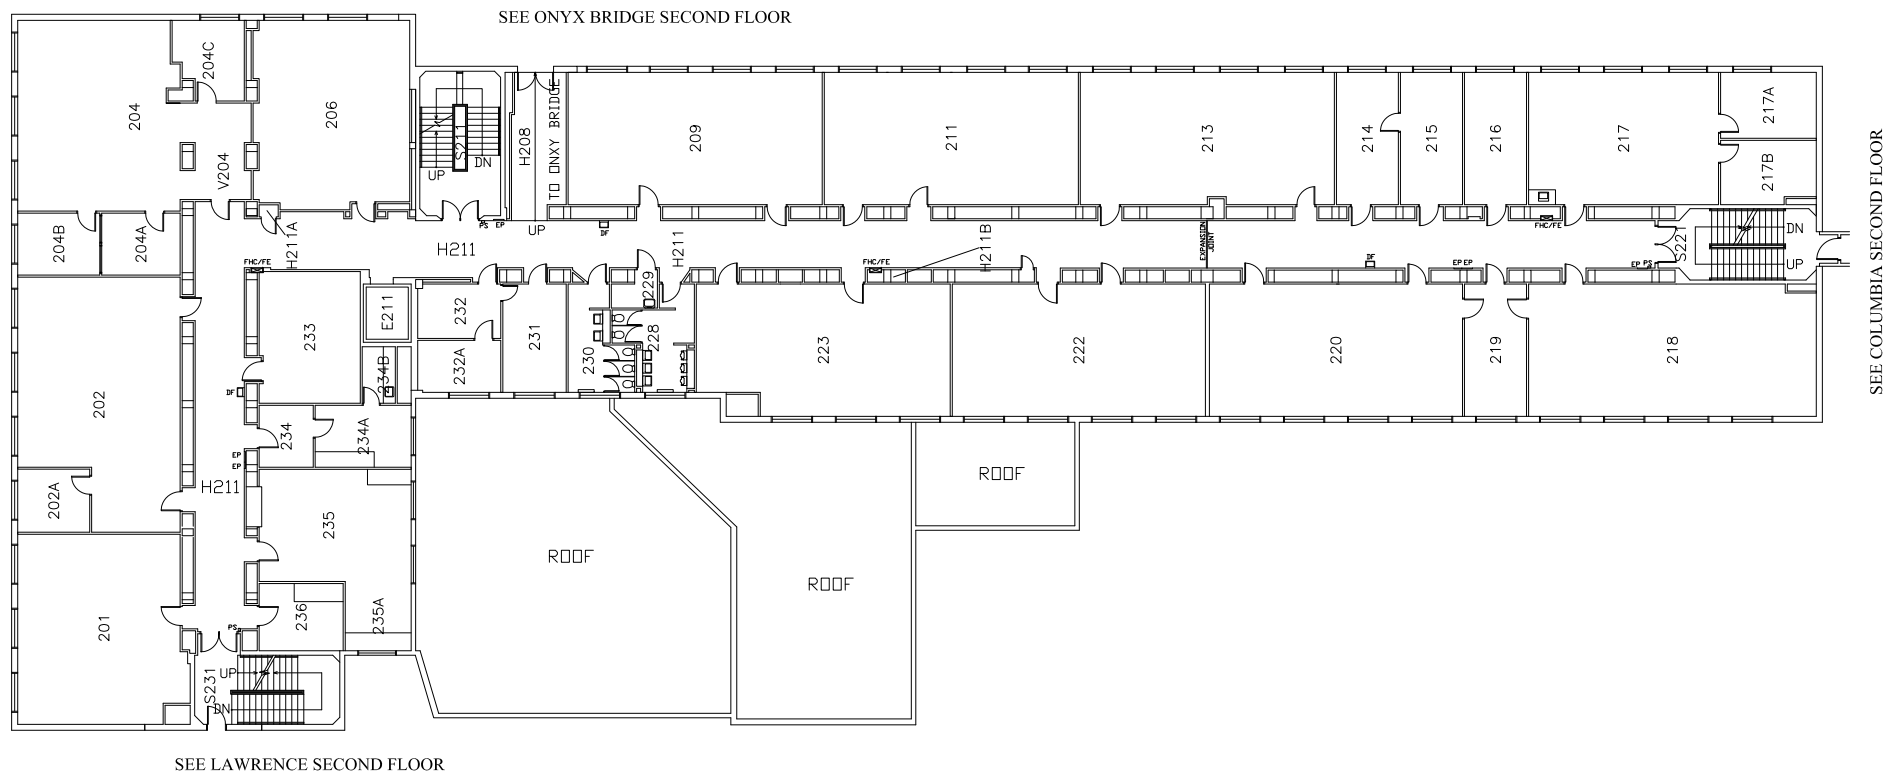 SEE ONYX BRIDGE SECOND FLOOR
204C
204
206
S211
UP
DN
H208
TO ONXY BRIDGE
209
211
213
214
215
216
217
217A
217B
V204
204B
204A
H211A
H211
PS EP
UP
DF
H211
H211B
EXPANSION
JOINT
FHC/FE
S221
DN
UP
SEE COLUMBIA SECOND FLOOR
FHC/FE
FHC/FE
DF
EP EP
EP PS
233
E211
232
232A
231
230
229
228
223
222
220
219
218
202
234B
DF
234
234A
EP
EP
H211
202A
235
ROOF
ROOF
ROOF
201
236
235A
PS
S231
UP
DN
SEE LAWRENCE SECOND FLOOR